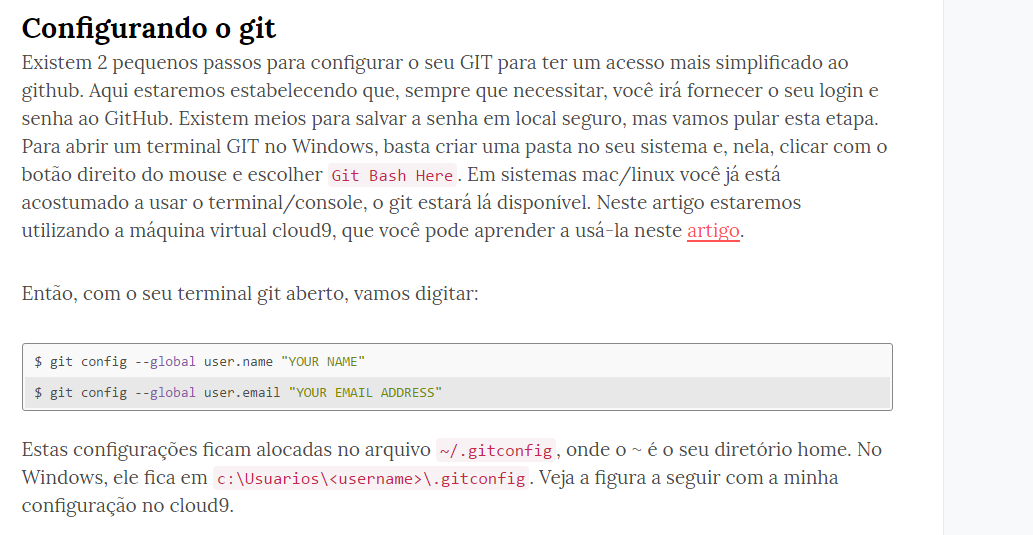 Configurando o git
Existem 2 pequenos passos para configurar o seu GIT para ter um acesso mais simplificado ao
github. Aqui estaremos estabelecendo que, sempre que necessitar, você irá fornecer o seu login e
senha ao GitHub. Existem meios para salvar a senha em local seguro, mas vamos pular esta etapa.
Para abrir um terminal GIT no Windows, basta criar uma pasta no seu sistema e, nela, clicar com o
botão direito do mouse e escolher Git Bash Here. Em sistemas mac/linux você já está
acostumado a usar o terminal/console, o git estará lá disponível. Neste artigo estaremos
utilizando a máquina virtual cloud9, que você pode aprender a usá-la neste artigo.
Então, com o seu terminal git aberto, vamos digitar:
$ git config --global user.name "YOUR NAME"
$ git config --global user.email "YOUR EMAIL ADDRESS"
Estas configurações ficam alocadas no arquivo ~/.gitconfig, onde o ~ é o seu diretório home. No
Windows, ele fica em c:\Usuarios\<username>\.gitconfig. Veja a figura a seguir com a minha
configuração no cloud9.